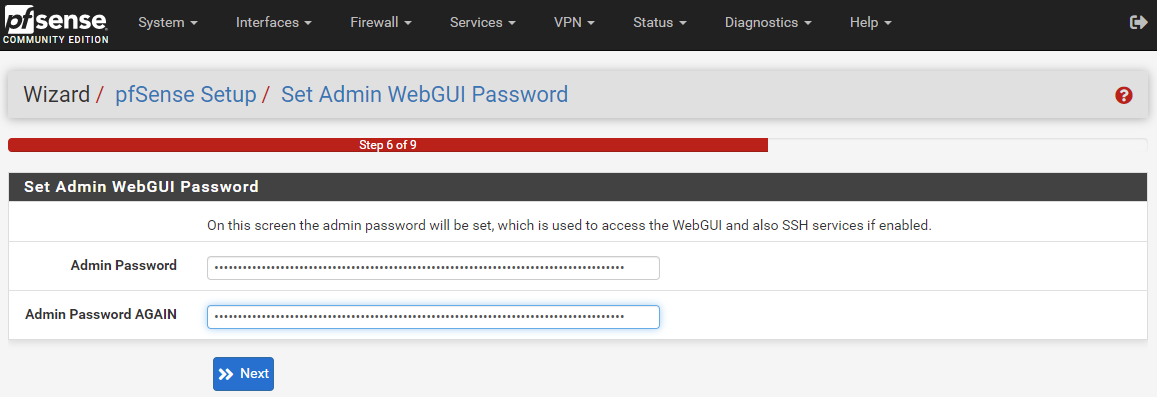 pfsense
COMMUNITY EDITION
System Interfaces Firewall Services VPN Status Diagnostics Help
Wizard / pfSense Setup / Set Admin WebGUI Password
Step 6 of 9
Set Admin WebGUI Password
On this screen the admin password will be set, which is used to access the WebGUI and also SSH services if enabled.
Admin Password
Admin Password AGAIN
Next